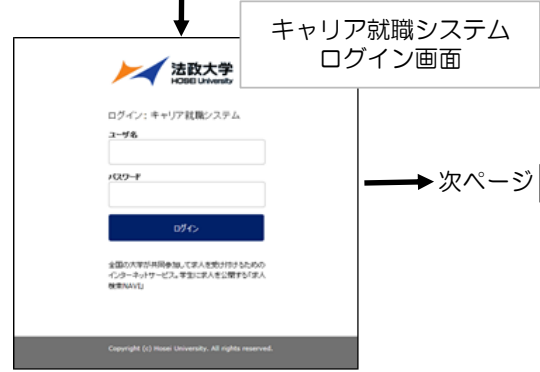 キャリア就職システム
ログイン画面
法政大学
HOSEI University
ログイン: キャリア就職システム
ユーザ名
パスワード
ログイン
全国の大学が共同参加して求人を受け付けるための
インターネットサービス。学生に求人を公開する「求人
検索NAVI」
Copyright (c) Hosei University. All rights reserved.
次ページ